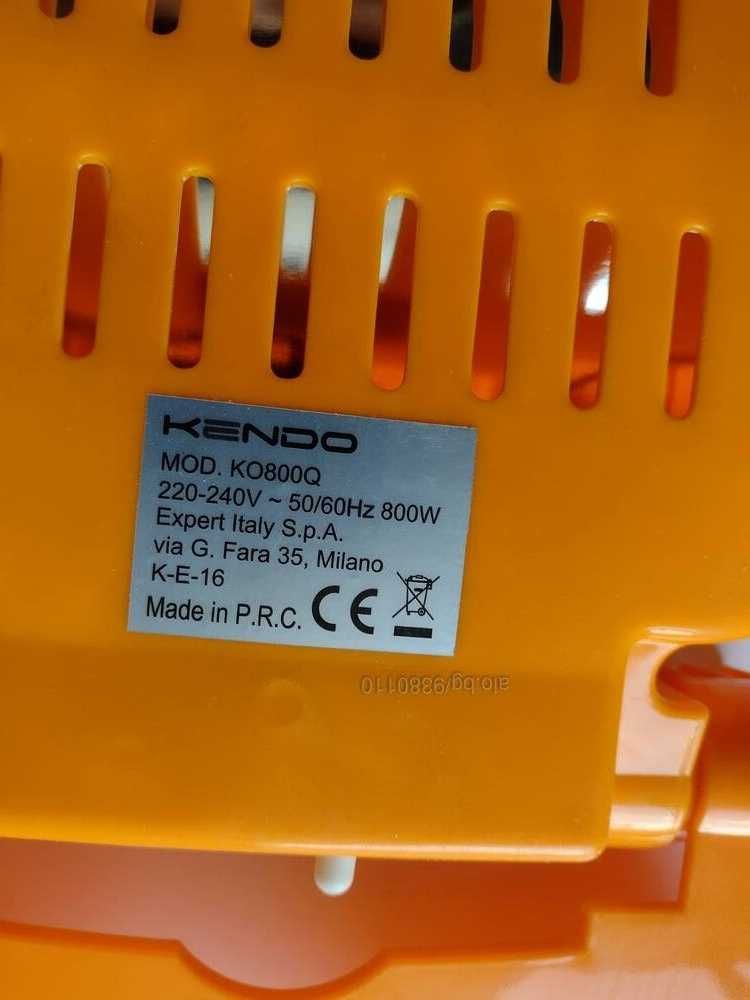 KENDO
MOD. KO800Q
220-240V ~ 50/60Hz 800W
Expert Italy S.p.A.
via G. Fara 35, Milano
K-E-16
Made in P.R.C. CE
alo.bg/9380110